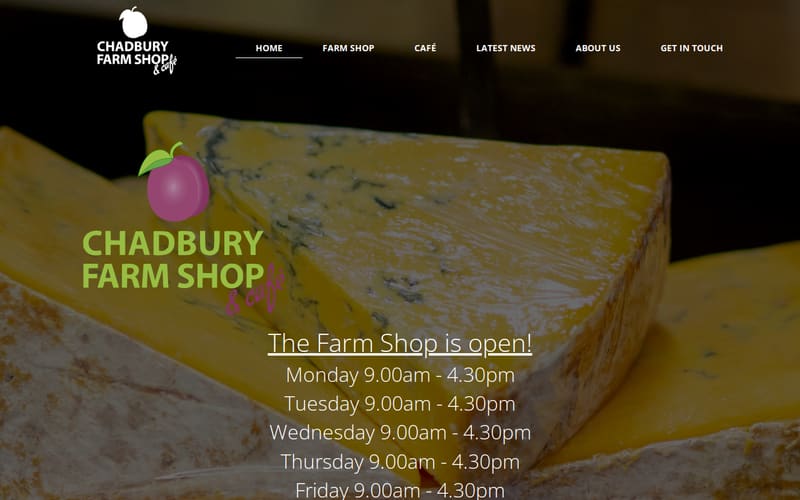 CHADBURY
FARM SHOP
& café
HOME
FARM SHOP
CAFÉ
LATEST NEWS
ABOUT US
GET IN TOUCH
CHADBURY
FARM SHOP
& café
The Farm Shop is open!
Monday 9.00am - 4.30pm
Tuesday 9.00am - 4.30pm
Wednesday 9.00am - 4.30pm
Thursday 9.00am - 4.30pm
Friday 9.00am - 4.30pm